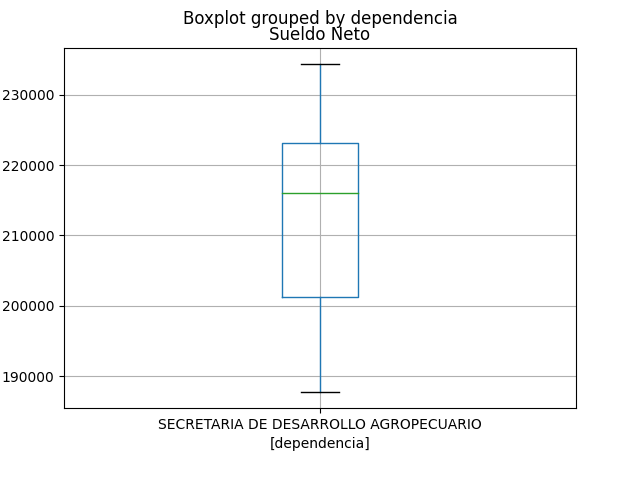 Boxplot grouped by dependencia
Sueldo Neto
230000
220000
210000
200000
190000
SECRETARIA DE DESARROLLO AGROPECUARIO
[dependencia]